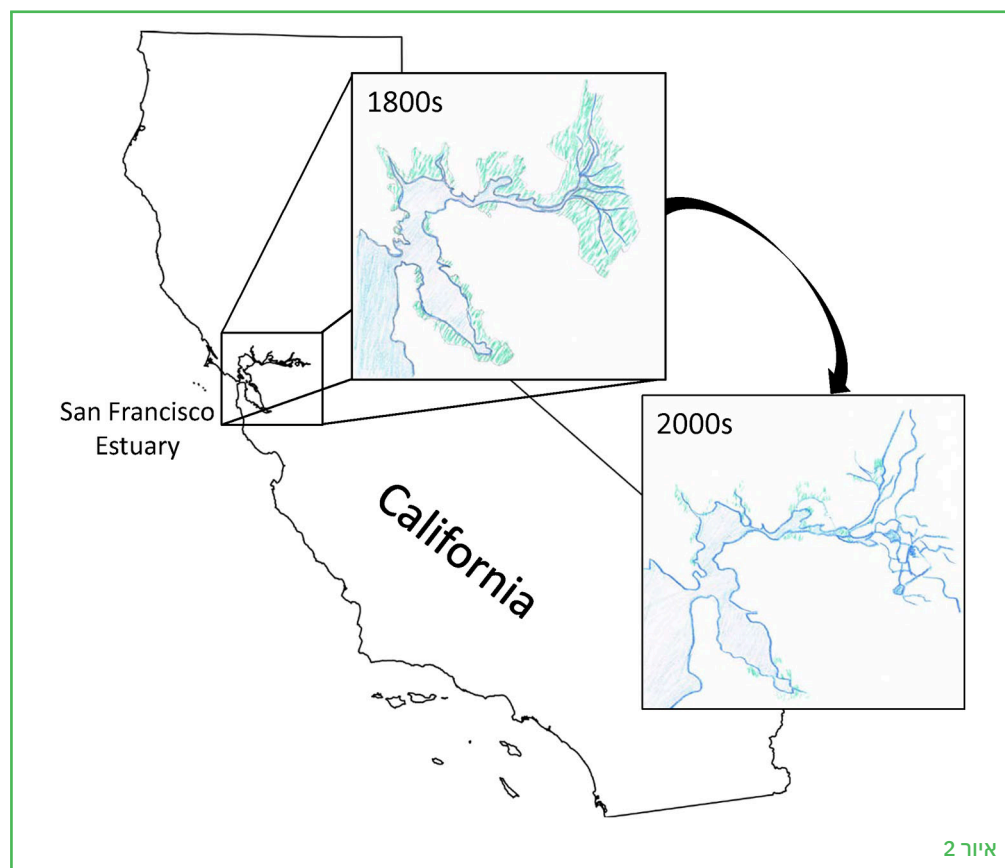 1800s
San Francisco
Estuary
California
2000s
איור 2